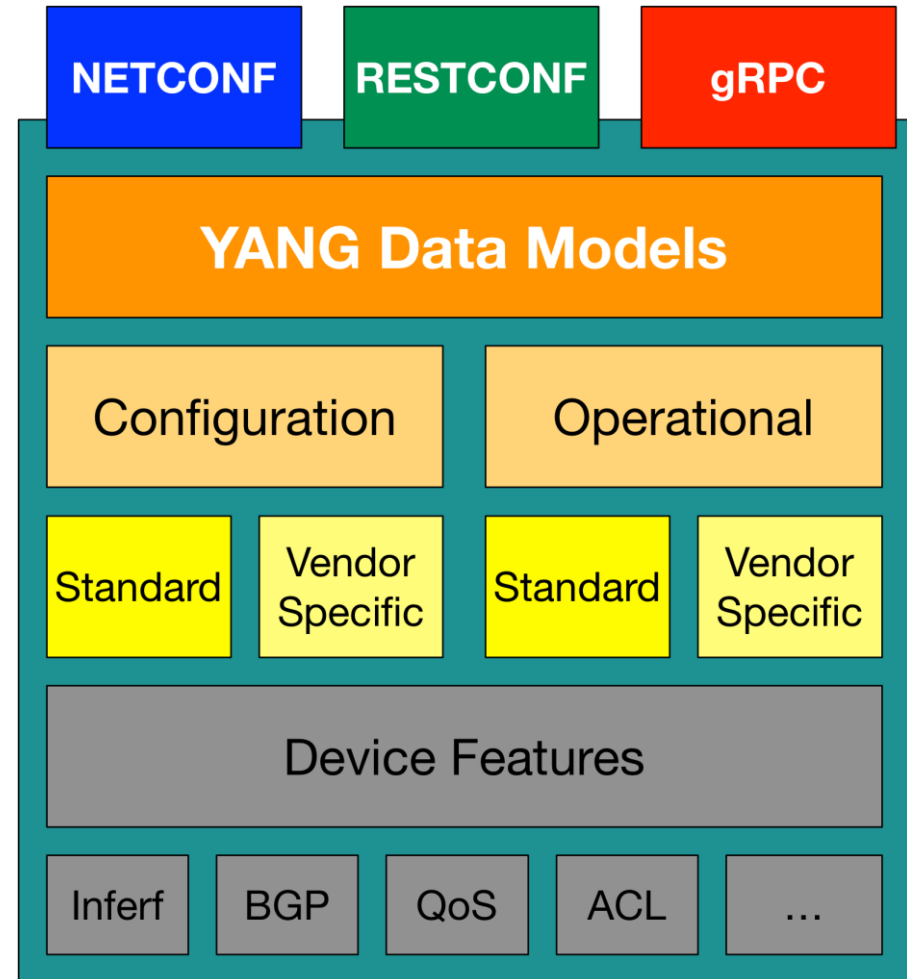 NETCONF
RESTCONF
gRPC
YANG Data Models
Configuration
Operational
Standard
Vendor
Specific
Standard
Vendor
Specific
Device Features
Inferf
BGP
QoS
ACL
...